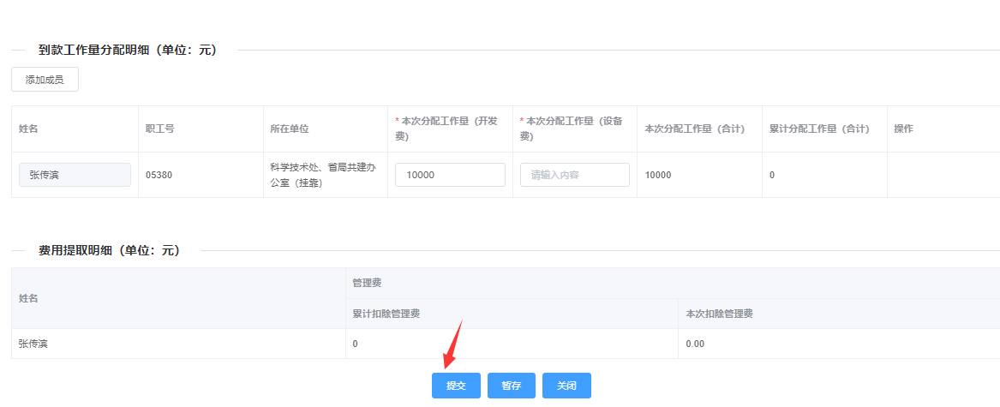 到款工作量分配明细（单位：元）
添加成员
姓名
职工号
所在单位
* 本次分配工作量（开发
费）
* 本次分配工作量（设备
费）
本次分配工作量（合计）
累计分配工作量（合计）
操作
张传滨
05380
科学技术处、省局共建办
公室（挂靠）
10000
请输入内容
10000
0
费用提取明细（单位：元）
姓名
管理费
累计扣除管理费
本次扣除管理费
张传滨
0
0.00
提交
暂存
关闭